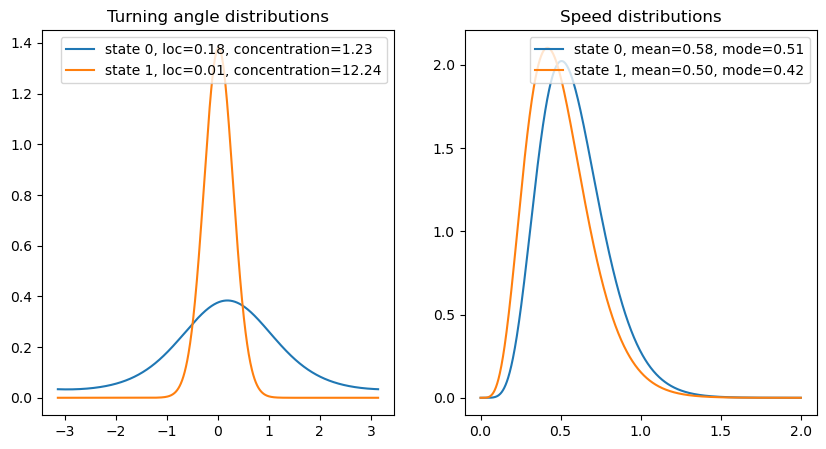 Turning angle distributions
state 0, loc=0.18, concentration=1.23
state 1, loc=0.01, concentration=12.24
1.4
1.2
1.0
0.8
0.6
0.4
0.2
0.0
−3 −2 −1 0 1 2 3
Speed distributions
state 0, mean=0.58, mode=0.51
state 1, mean=0.50, mode=0.42
2.0
1.5
1.0
0.5
0.0
0.0 0.5 1.0 1.5 2.0